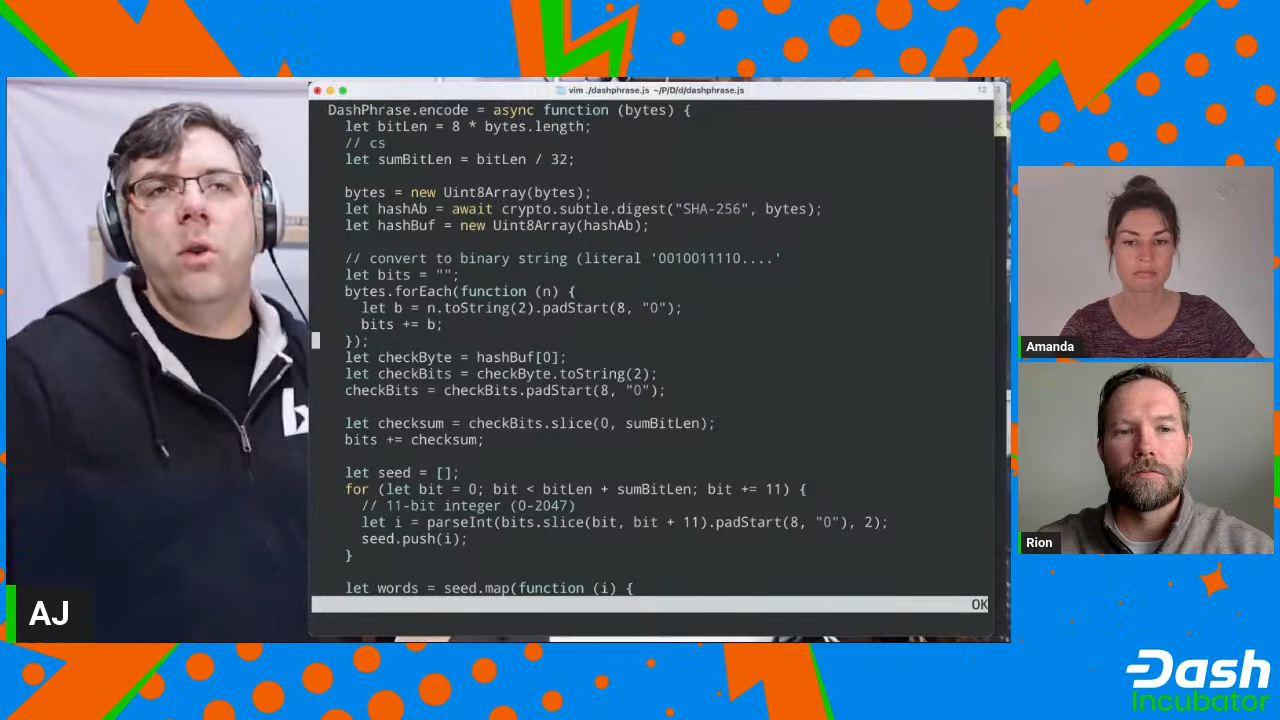 vim ./dashphrase.js ~/P/D/d/dashphrase.js
DashPhrase.encode = async function (bytes) {
let bitLen = 8 * bytes.length;
// cs
let sumBitLen = bitLen / 32;
bytes = new Uint8Array(bytes);
let hashAb = await crypto.subtle.digest("SHA-256", bytes);
let hashBuf = new Uint8Array(hashAb);
// convert to binary string (literal '0010011110....'
let bits = "";
bytes.forEach(function (n) {
let b = n.toString(2).padStart(8, "0");
bits += b;
});
let checkByte = hashBuf[0];
let checkBits = checkByte.toString(2);
checkBits = checkBits.padStart(8, "0");
let checksum = checkBits.slice(0, sumBitLen);
bits += checksum;
let seed = [];
for (let bit = 0; bit < bitLen + sumBitLen; bit += 11) {
// 11-bit integer (0-2047)
let i = parseInt(bits.slice(bit, bit + 11).padStart(8, "0"), 2);
seed.push(i);
}
let words = seed.map(function (i) {
OK
AJ
Amanda
Rion
Dash
Incubator